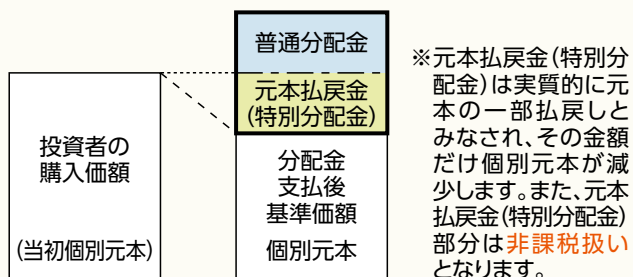 普通分配金
元本払戻金
(特別分配金)
投資者の
購入価額
(当初個別元本)
分配金
支払後
基準価額
個別元本
※元本払戻金(特別分
配金)は実質的に元
本の一部払戻しと
みなされ、その金額
だけ個別元本が減
少します。また、元本
払戻金(特別分配金)
部分は非課税扱い
となります。